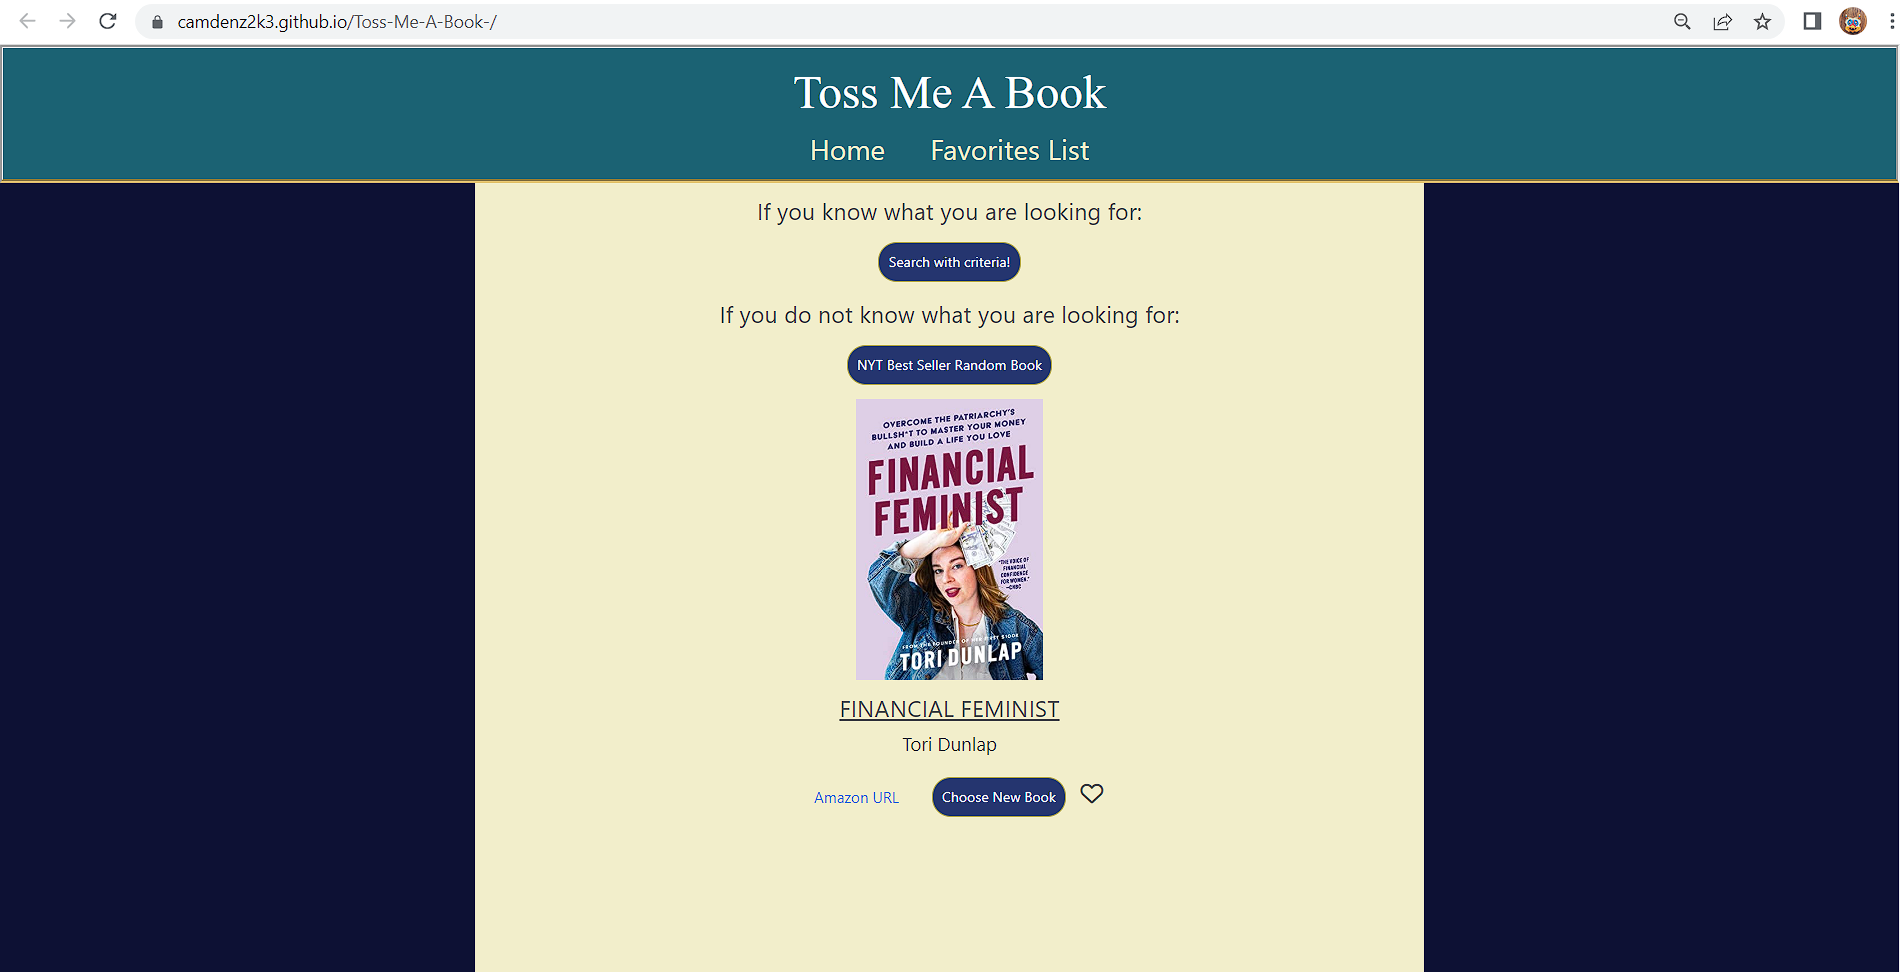 camdenz2k3.github.io/Toss-Me-A-Book-/
Toss Me A Book
Home Favorites List
If you know what you are looking for:
Search with criteria!
If you do not know what you are looking for:
NYT Best Seller Random Book
OVERCOME THE PATRIARCHY'S
BULLSH*T TO MASTER YOUR MONEY
AND BUILD A LIFE YOU LOVE
FINANCIAL
FEMINIST
"THE VOICE OF
FINANCIAL
CONFIDENCE
FOR WOMEN."
—CNBC
FROM THE FOUNDER OF HER FIRST $100K
TORI DUNLAP
FINANCIAL FEMINIST
Tori Dunlap
Amazon URL Choose New Book